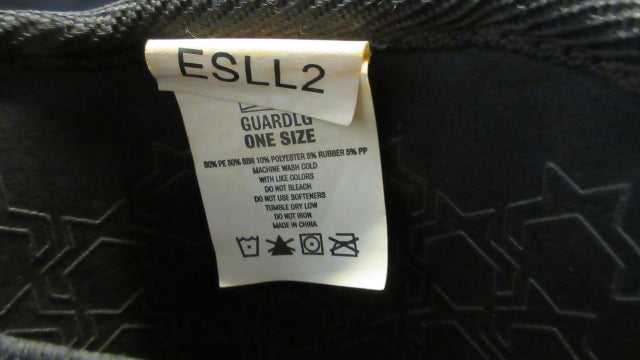 ESLL2
GUARDLG
ONE SIZE
50% PE 30% SBR 10% POLYESTER 5% RUBBER 5% PP
MACHINE WASH COLD
WITH LIKE COLORS
DO NOT BLEACH
DO NOT USE SOFTENERS
TUMBLE DRY LOW
DO NOT IRON
MADE IN CHINA